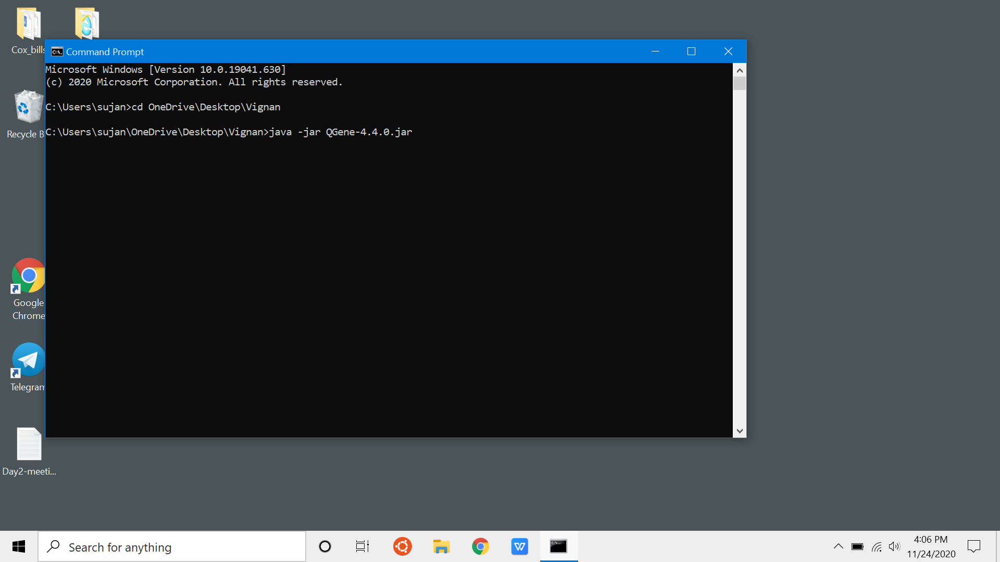 Cox_bills
Command Prompt
Microsoft Windows [Version 10.0.19041.630]
(c) 2020 Microsoft Corporation. All rights reserved.
C:\Users\sujan>cd OneDrive\Desktop\Vignan
C:\Users\sujan\OneDrive\Desktop\Vignan>java -jar QGene-4.4.0.jar
Recycle B
Google
Chrome
Telegram
Day2-meeti...
Search for anything
4:06 PM
11/24/2020